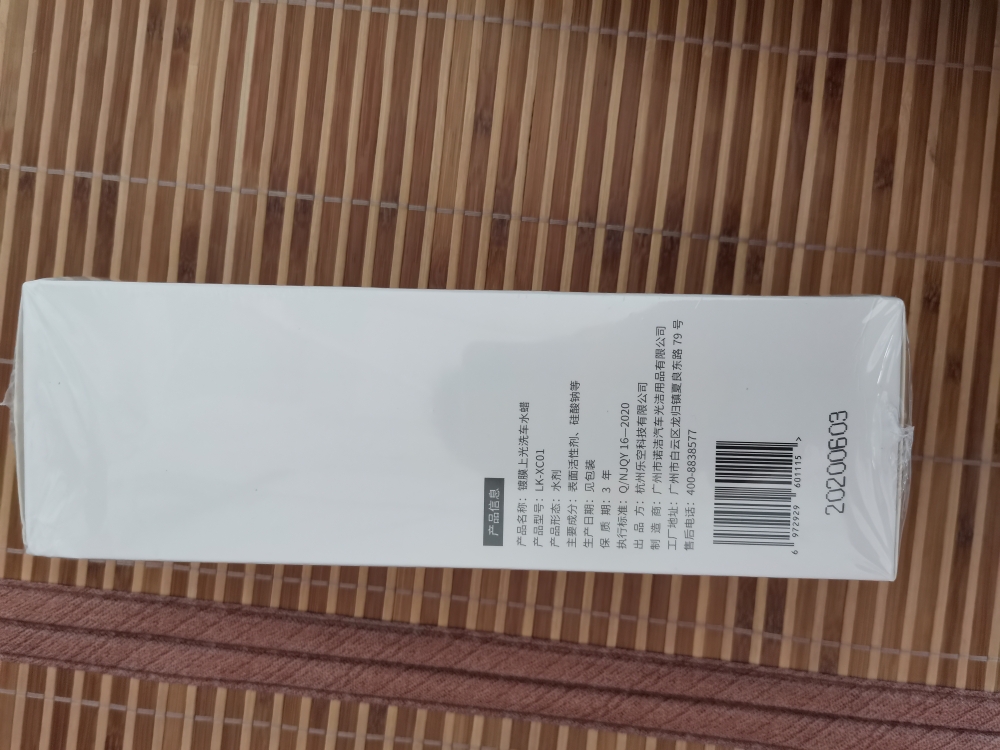 产品信息
产品名称：镀膜上光洗车水蜡
产品型号：LK-XC01
产品形态：水剂
主要成分：表面活性剂、硅酸钠等
生产日期：见包装
保 质 期：3 年
执行标准：Q/NJQY 16—2020
出 品 方：杭州乐空科技有限公司
制 造 商：广州市诺洁汽车光洁用品有限公司
工厂地址：广州市白云区龙归镇夏良东路 79 号
售后电话：400-8838577
6 972929 601115 >
20200603